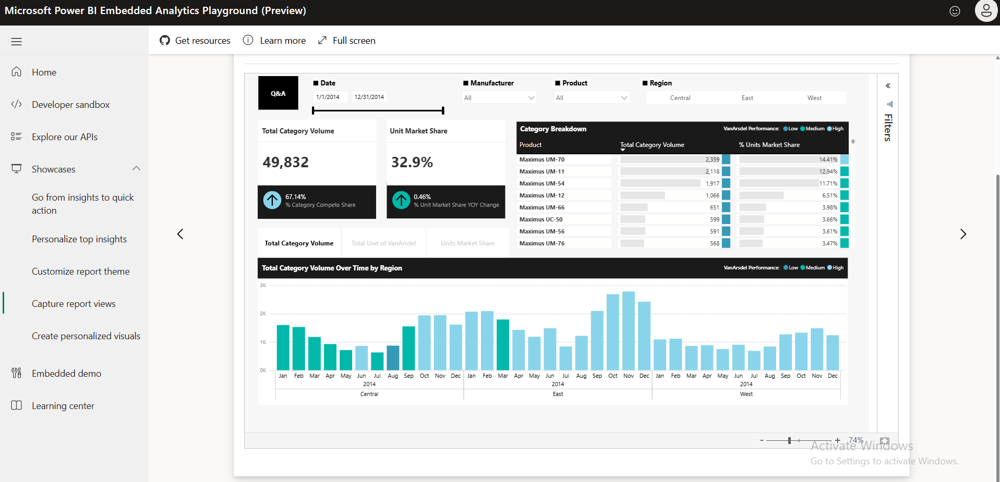 Microsoft Power BI Embedded Analytics Playground (Preview)
Get resources
Learn more
Full screen
Home
Developer sandbox
Explore our APIs
Showcases
Go from insights to quick
action
Personalize top insights
Customize report theme
Capture report views
Create personalized visuals
Embedded demo
Learning center
Q&A
Date
1/1/2014 12/31/2014
Manufacturer
All
Product
All
Region
Central East West
Filters
Total Category Volume
49,832
67.14%
% Category Compete Share
Unit Market Share
32.9%
0.46%
% Unit Market Share YOY Change
Category Breakdown VanArsdel Performance: Low Medium High
Product Total Category Volume % Units Market Share
Maximus UM-70 2,359 14.41%
Maximus UM-11 2,118 12.94%
Maximus UM-54 1,917 11.71%
Maximus UM-12 1,066 6.51%
Maximus UM-66 651 3.98%
Maximus UC-50 599 3.66%
Maximus UM-56 591 3.61%
Maximus UM-76 568 3.47%
Total Category Volume Total Unit of VanArsdel Units Market Share
Total Category Volume Over Time by Region VanArsdel Performance: Low Medium High
3K
2K
1K
0K
Jan Feb Mar Apr May Jun Jul Aug Sep Oct Nov Dec Jan Feb Mar Apr May Jun Jul Aug Sep Oct Nov Dec Jan Feb Mar Apr May Jun Jul Aug Sep Oct Nov Dec
2014 2014 2014
Central East West
- + 74%
Activate Windows
Go to Settings to activate Windows.